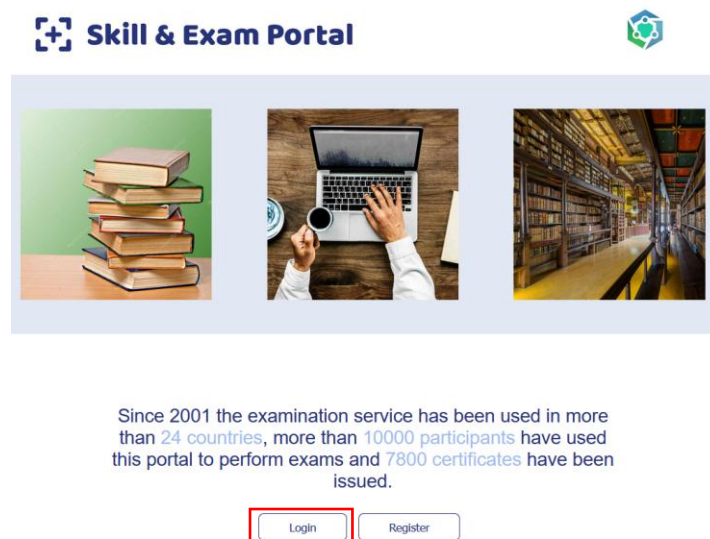 [+] Skill & Exam Portal
Since 2001 the examination service has been used in more
than 24 countries, more than 10000 participants have used
this portal to perform exams and 7800 certificates have been
issued.
Login Register